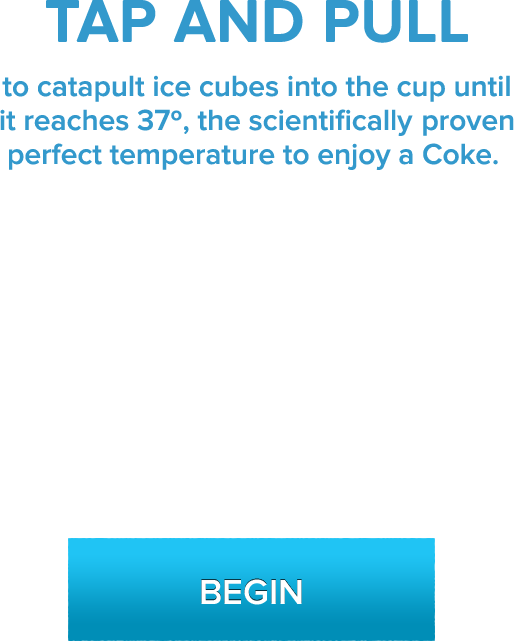 TAP AND PULL
to catapult ice cubes into the cup until
it reaches 37º, the scientifically proven
perfect temperature to enjoy a Coke.
BEGIN